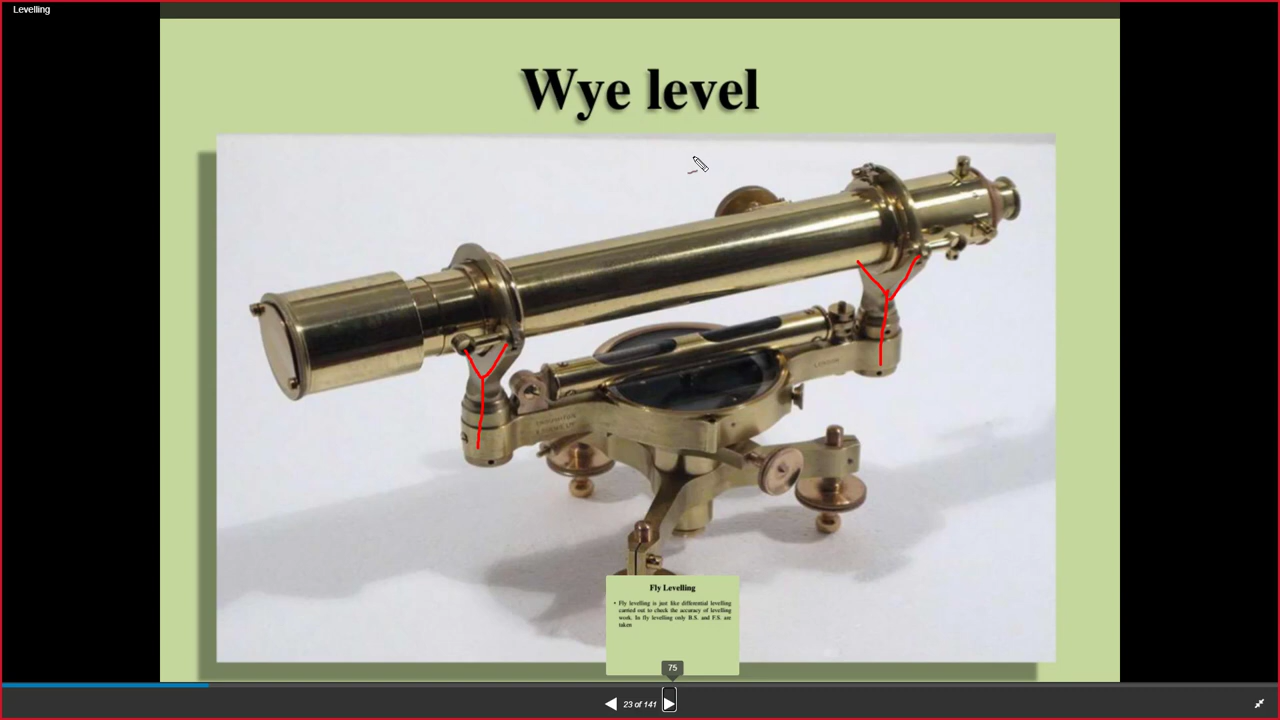 Levelling
Wye level
LONDON
Fly Levelling
• Fly levelling is just like differential levelling
carried out to check the accuracy of levelling
work. In fly levelling only B.S. and F.S. are
taken
75
23 of 141